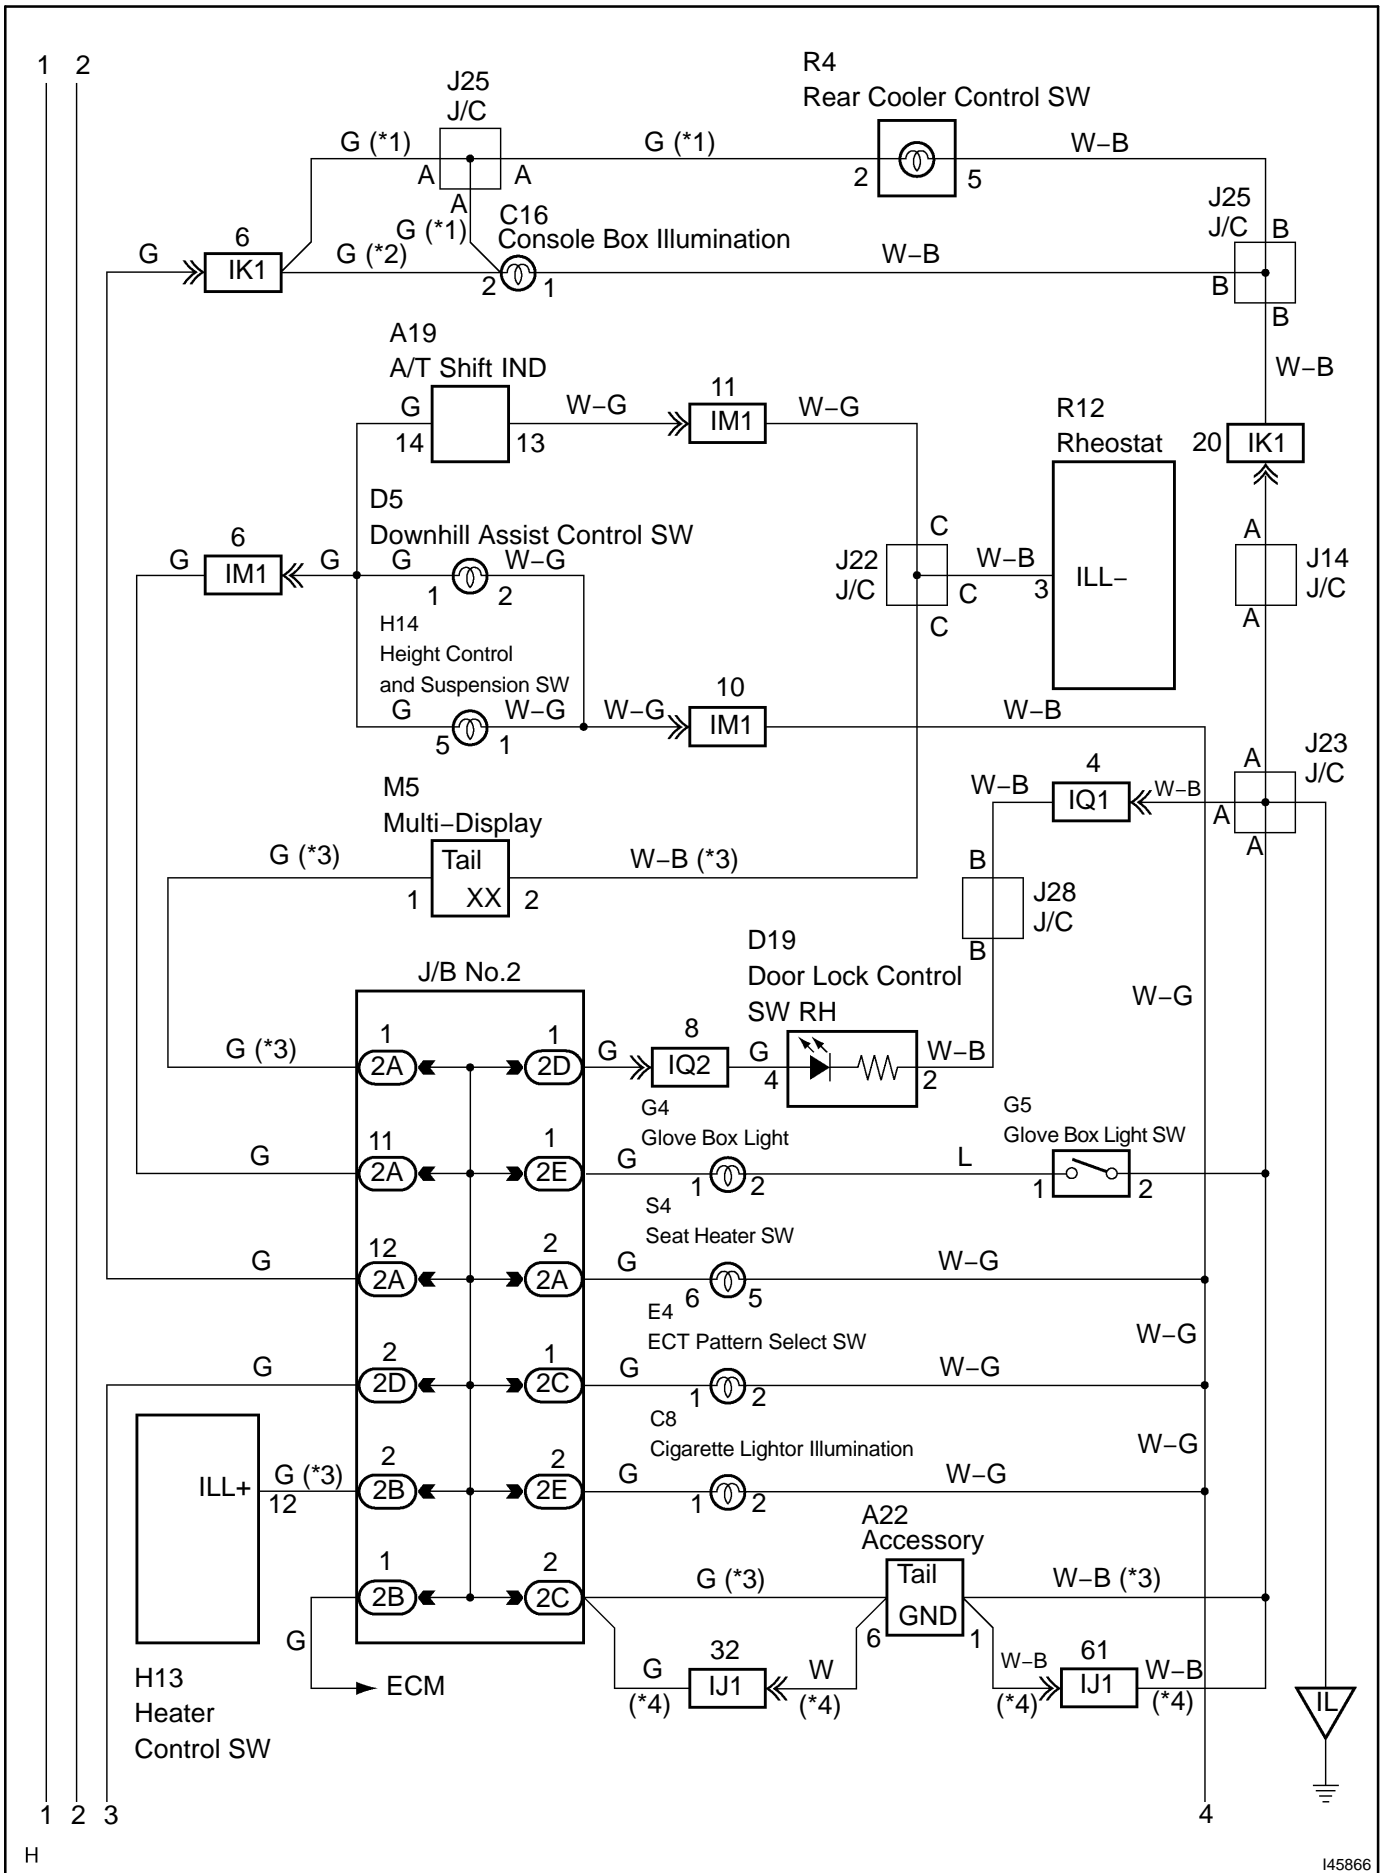 1 2
R4
Rear Cooler Control SW
J25
J/C
G (*1)
G (*1)
W–B
A
A
2
5
A
C16
J25
J/C
B
G (*1)
Console Box Illumination
6
G
G (*2)
W–B
IK1
2
1
B
B
A19
A/T Shift IND
W–B
11
R12
Rheostat
G
W–G
W–G
IM1
14
13
20
IK1
D5
Downhill Assist Control SW
A
C
6
G
G
G
W–G
J22
J/C
W–B
J14
J/C
IM1
ILL–
1
2
C
3
A
H14
C
Height Control
and Suspension SW
10
G
W–G
W–G
W–B
IM1
5
1
J23
J/C
A
4
M5
Multi–Display
W–B
IQ1
W–B
A
G (*3)
Tail
W–B (*3)
A
B
1
XX
2
J28
J/C
D19
Door Lock Control
SW RH
B
J/B No.2
W–G
1
1
8
G (*3)
G
G
W–B
2A
2D
IQ2
4
2
G4
Glove Box Light
G5
Glove Box Light SW
11
1
G
G
L
2A
2E
1
2
1
2
S4
Seat Heater SW
12
2
G
G
W–G
2A
2A
6
5
E4
ECT Pattern Select SW
W–G
2
1
G
G
W–G
2D
2C
1
2
C8
Cigarette Lightor Illumination
W–G
2
2
ILL+
G (*3)
G
W–G
12
2B
2E
1
2
A22
Accessory
1
2
G (*3)
Tail
W–B (*3)
2B
2C
GND
6
1
G
32
61
G
W
W–B
W–B
H13
Heater
Control SW
ECM
(*4)
IJ1
(*4)
(*4)
IJ1
(*4)
IL
1 2 3
4
H
I45866